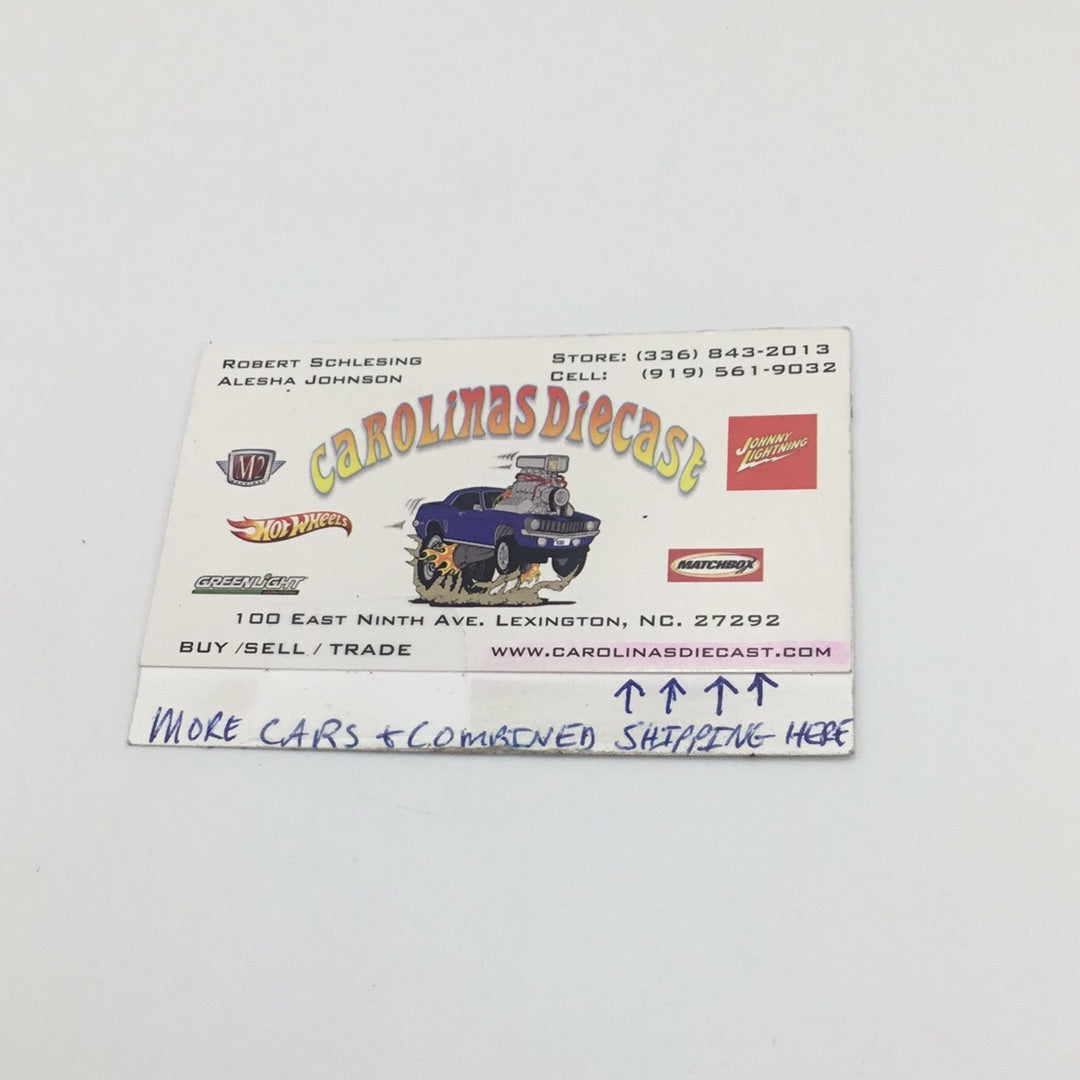 ROBERT SCHLESING
ALESHA JOHNSON
STORE: (336) 843-2013
CELL: (919) 561-9032
CAROLINAS DIECAST
M2
JOHNNY LIGHTNING
HOT WHEELS
MATCHBOX
GREENLIGHT
100 EAST NINTH AVE. LEXINGTON, NC. 27292
BUY /SELL / TRADE
WWW.CAROLINASDIECAST.COM
↑ ↑ ↑ ↑
MORE CARS + COMBINED SHIPPING HERE